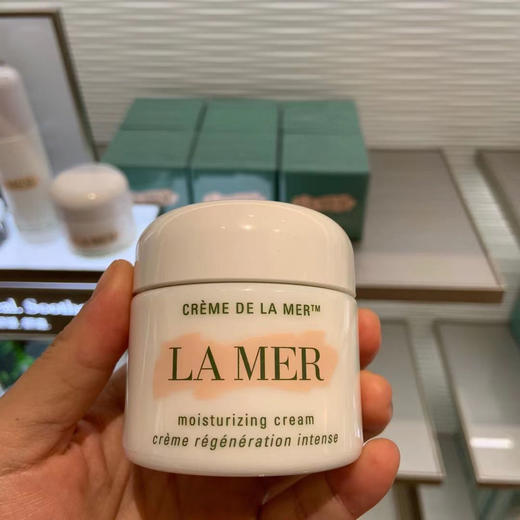 CRÈME DE LA MER™
LA MER
moisturizing cream
crème régénération intense